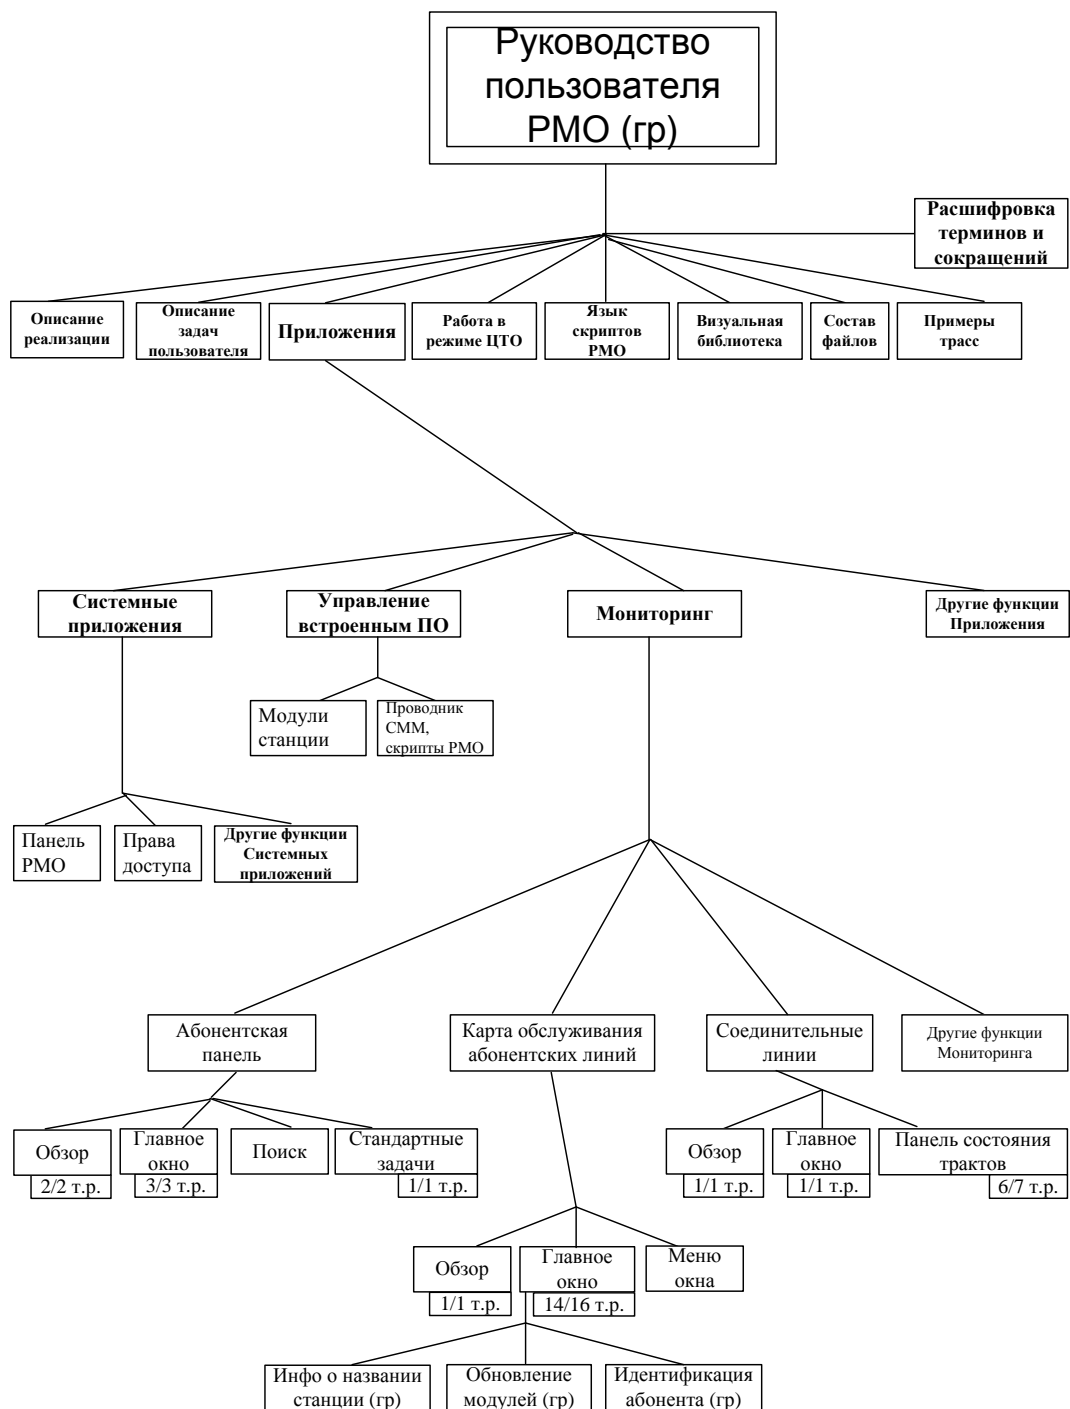 Руководство
пользователя
РМО (гр)
Расшифровка
терминов и
сокращений
Описание
реализации
Описание
задач
пользователя
Приложения
Работа в
режиме ЦТО
Язык
скриптов
РМО
Визуальная
библиотека
Состав
файлов
Примеры
трасс
Системные
приложения
Управление
встроенным ПО
Мониторинг
Другие функции
Приложения
Модули
станции
Проводник
СММ,
скрипты РМО
Панель
РМО
Права
доступа
Другие функции
Системных
приложений
Абонентская
панель
Карта обслуживания
абонентских линий
Соединительные
линии
Другие функции
Мониторинга
Обзор
2/2 т.р.
Главное
окно
3/3 т.р.
Поиск
Стандартные
задачи
1/1 т.р.
Обзор
1/1 т.р.
Главное
окно
1/1 т.р.
Панель состояния
трактов
6/7 т.р.
Обзор
1/1 т.р.
Главное
окно
14/16 т.р.
Меню
окна
Инфо о названии
станции (гр)
Обновление
модулей (гр)
Идентификация
абонента (гр)